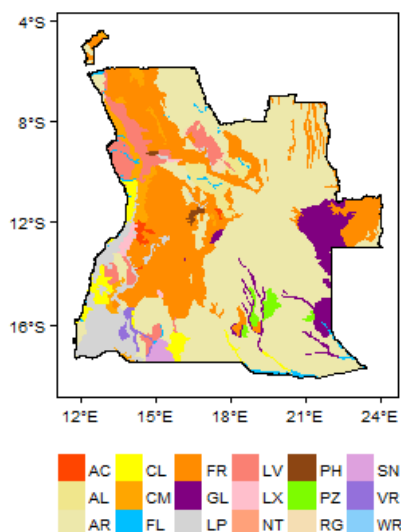 4°S
8°S
12°S
16°S
12°E 15°E 18°E 21°E 24°E
AC CL FR LV PH SN
AL CM GL LX PZ VR
AR FL LP NT RG WR